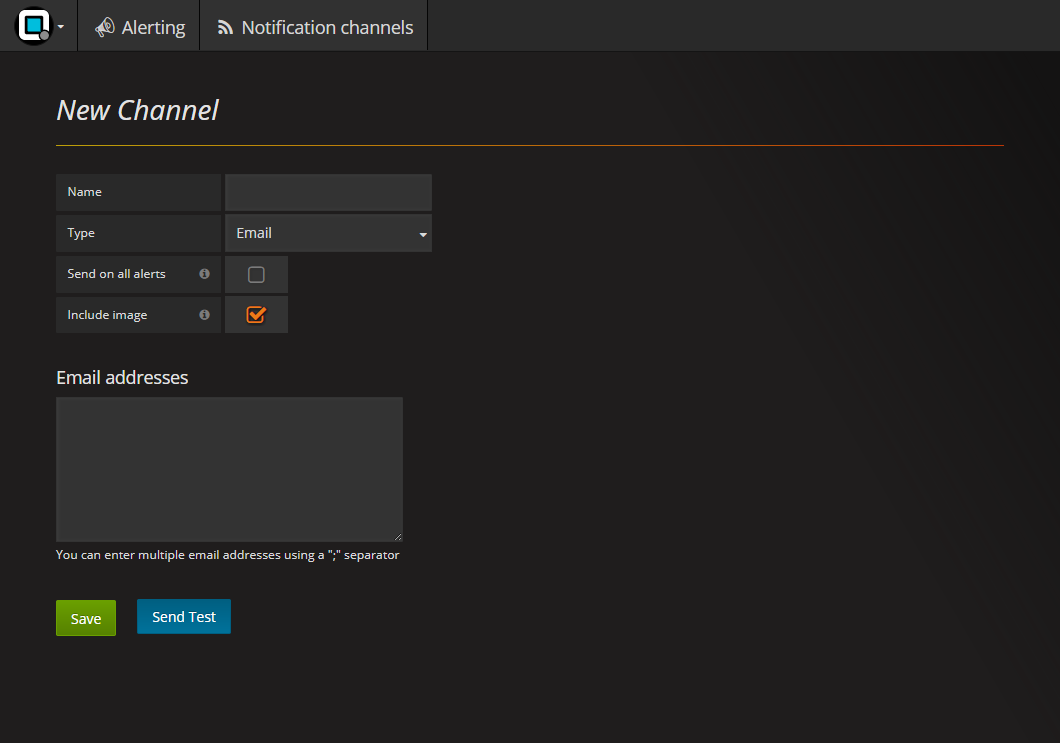 Alerting
Notification channels
New Channel
Name
Type
Email
Send on all alerts
Include image
Email addresses
You can enter multiple email addresses using a ";" separator
Save
Send Test